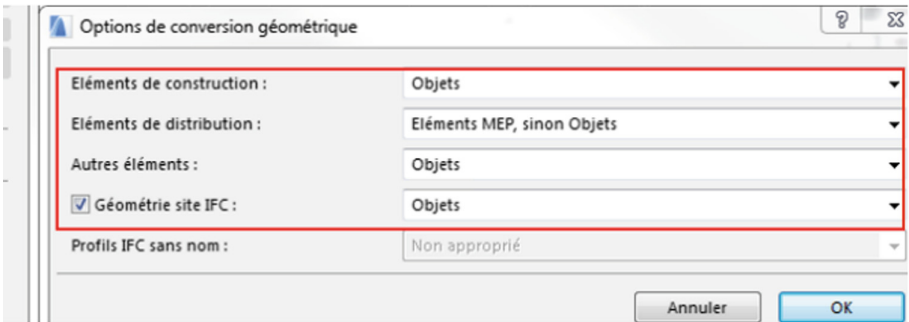 Options de conversion géométrique
Eléments de construction : Objets
Eléments de distribution : Eléments MEP, sinon Objets
Autres éléments : Objets
Géométrie site IFC : Objets
Profils IFC sans nom : Non approprié
Annuler OK